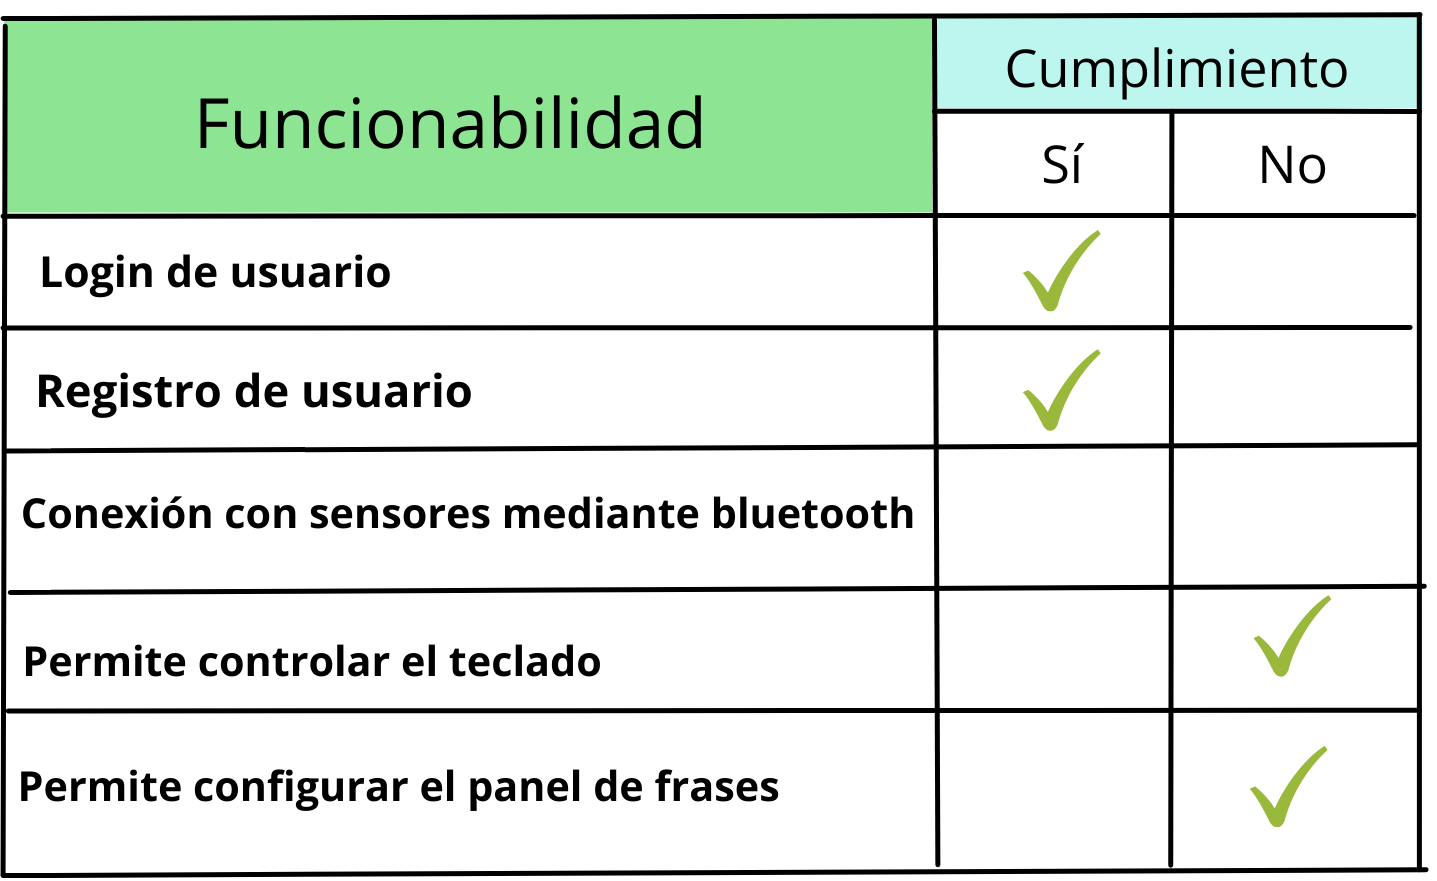 Funcionabilidad
Cumplimiento
Sí
No
Login de usuario
Registro de usuario
Conexión con sensores mediante bluetooth
Permite controlar el teclado
Permite configurar el panel de frases